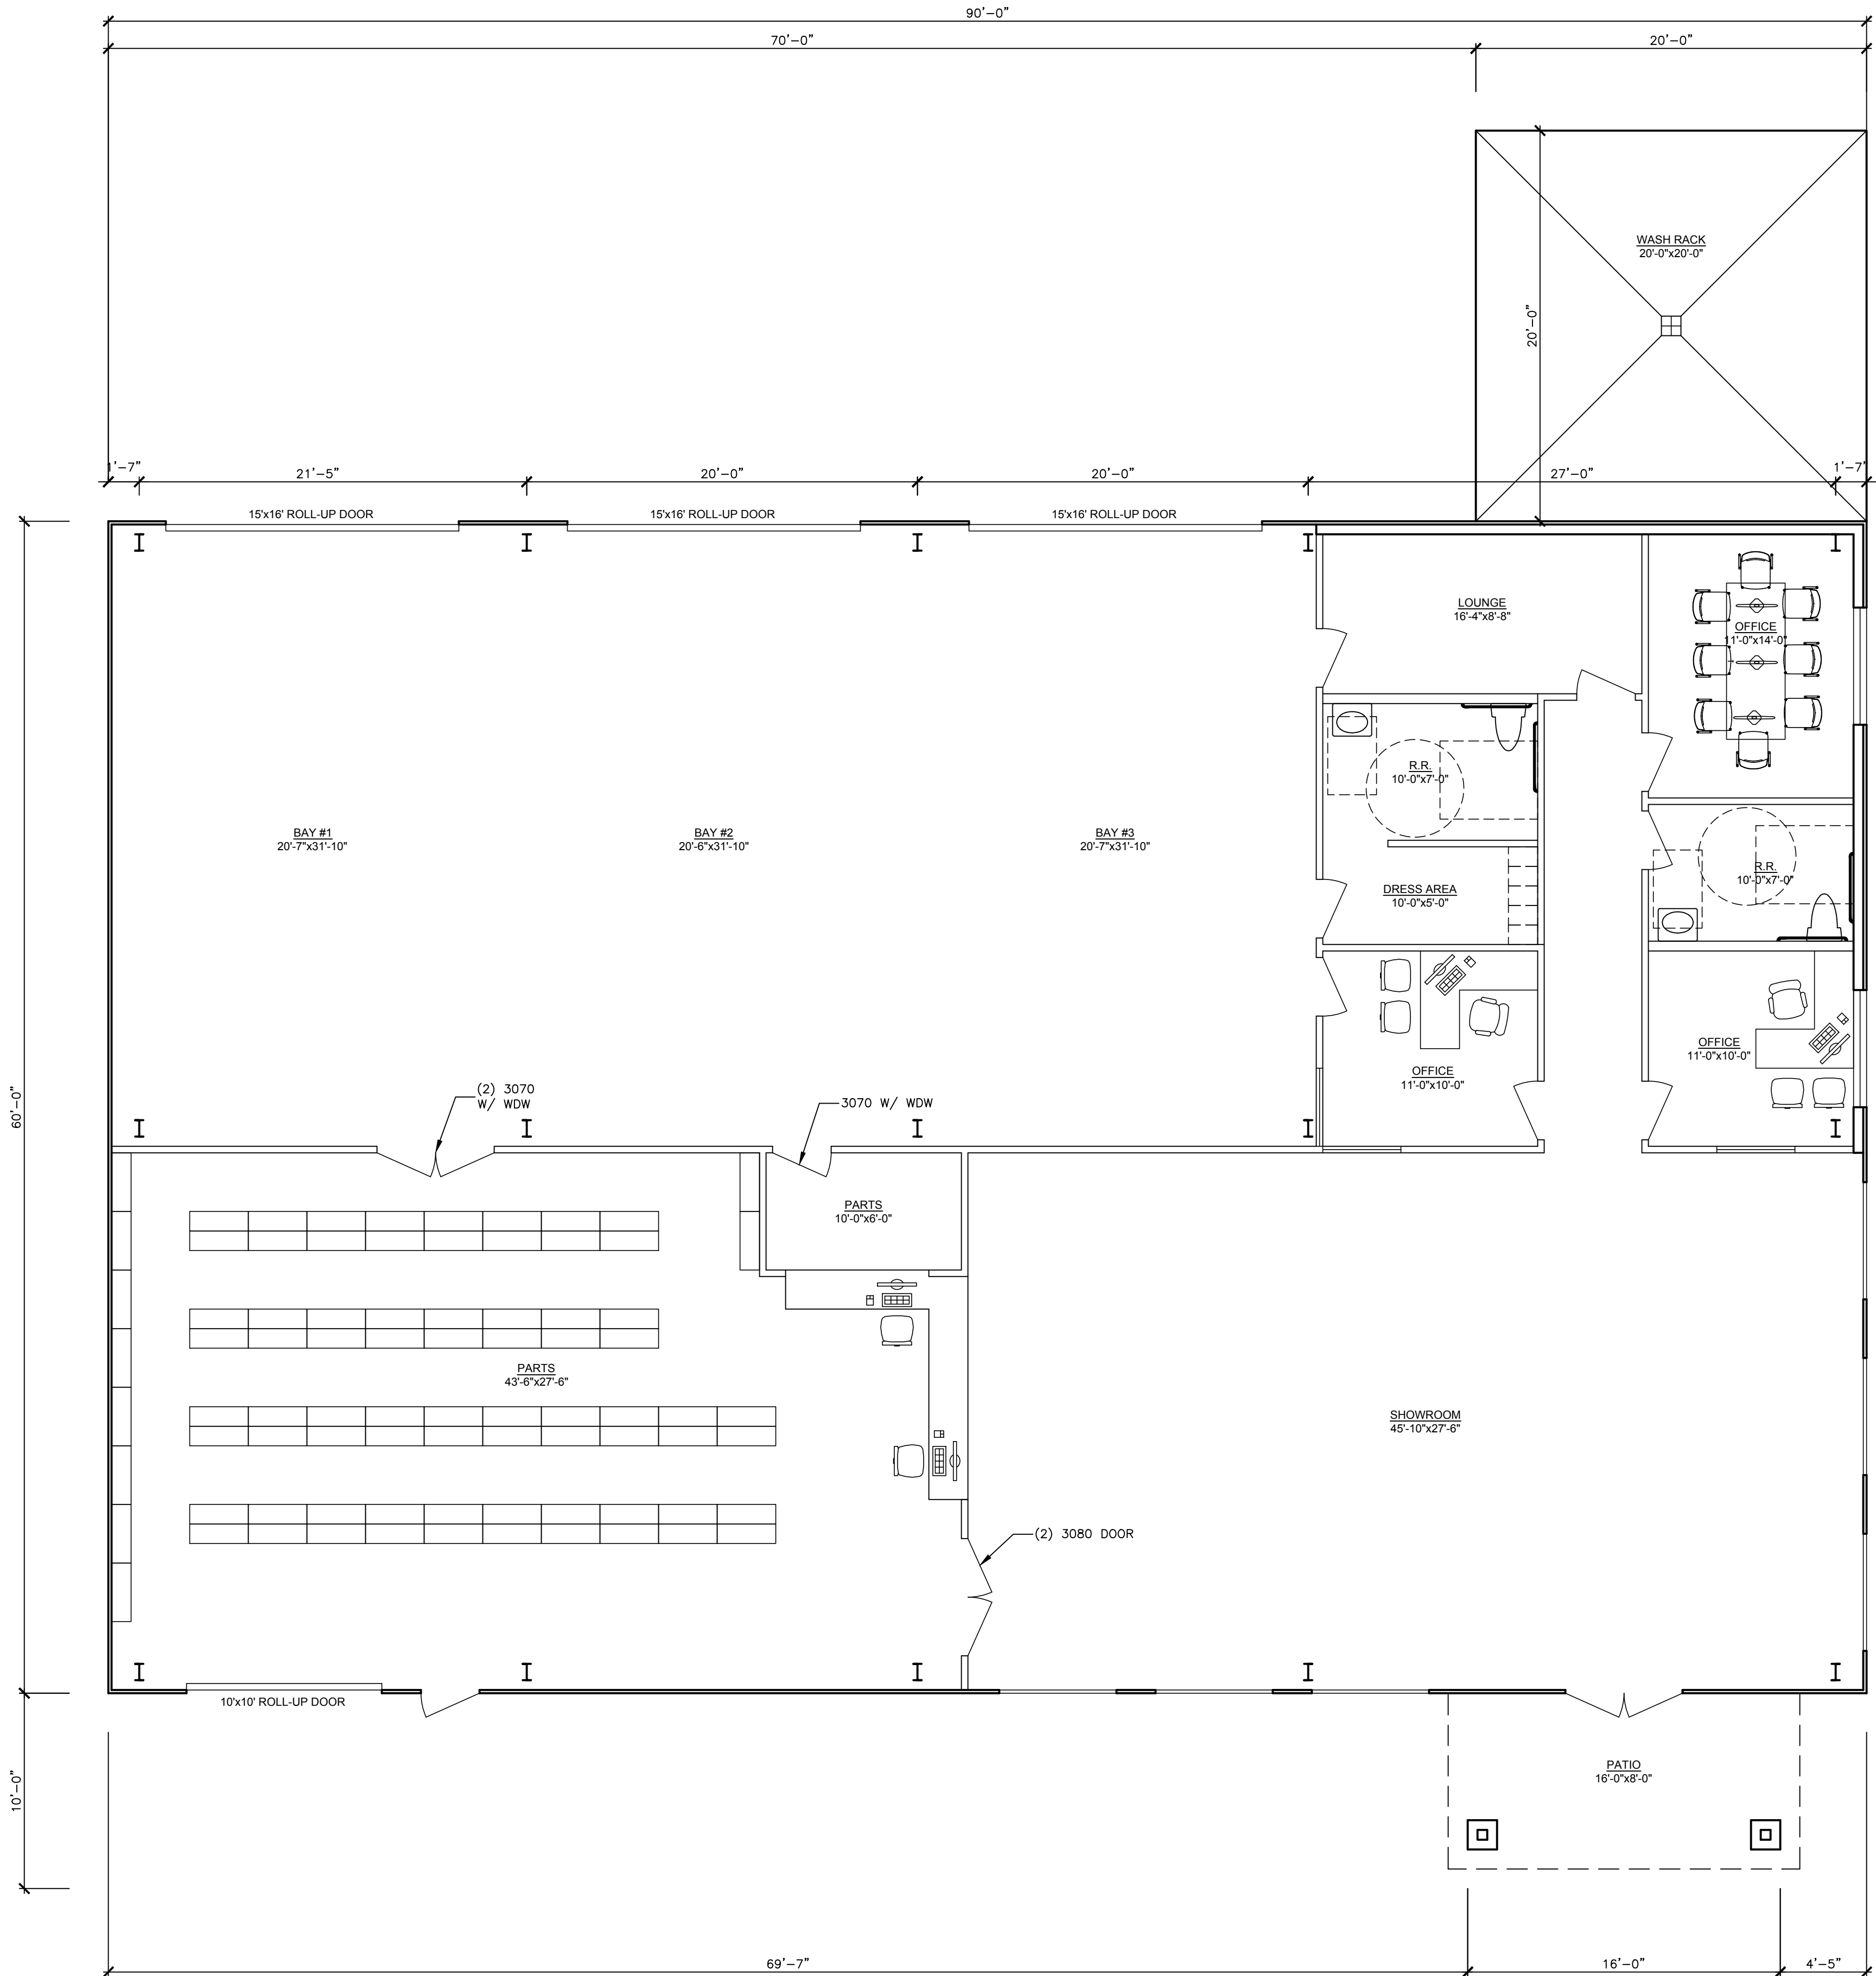 90'-0"
70'-0"
20'-0"
WASH RACK
20'-0"x20'-0"
20'-0"
1'-7"
21'-5"
20'-0"
20'-0"
27'-0"
1'-7"
15'x16' ROLL-UP DOOR
15'x16' ROLL-UP DOOR
15'x16' ROLL-UP DOOR
LOUNGE
16'-4"x8'-8"
OFFICE
11'-0"x14'-0"
R.R.
10'-0"x7'-0"
BAY #1
20'-7"x31'-10"
BAY #2
20'-6"x31'-10"
BAY #3
20'-7"x31'-10"
R.R.
10'-0"x7'-0"
DRESS AREA
10'-0"x5'-0"
OFFICE
11'-0"x10'-0"
OFFICE
11'-0"x10'-0"
60'-0"
(2) 3070
W/ WDW
3070 W/ WDW
PARTS
10'-0"x6'-0"
PARTS
43'-6"x27'-6"
SHOWROOM
45'-10"x27'-6"
(2) 3080 DOOR
10'x10' ROLL-UP DOOR
10'-0"
PATIO
16'-0"x8'-0"
69'-7"
16'-0"
4'-5"